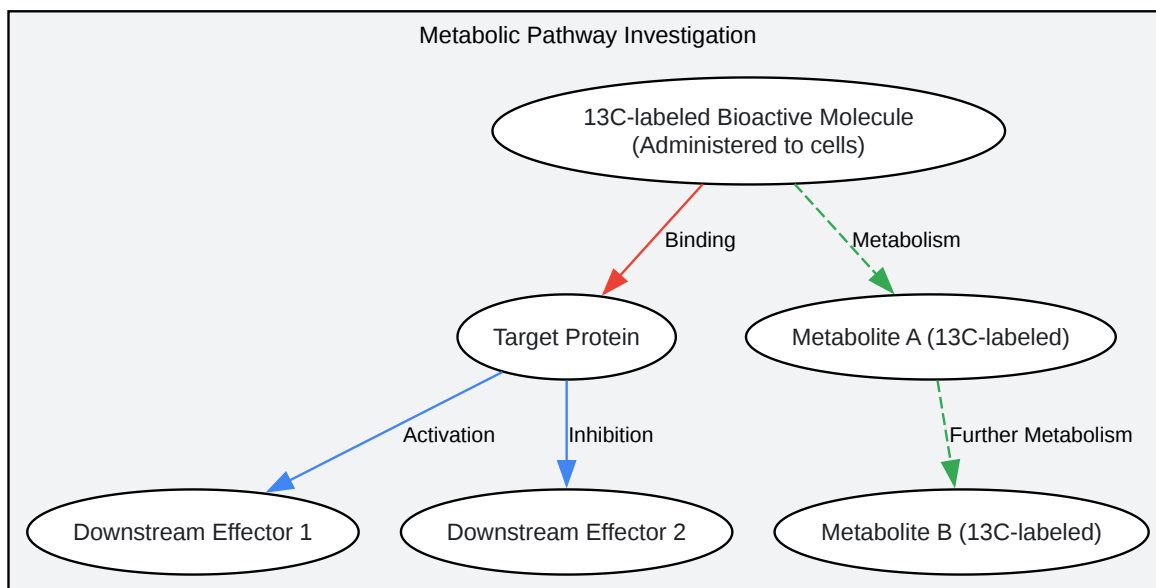 Metabolic Pathway Investigation
13C-labeled Bioactive Molecule
(Administered to cells)
Binding
Metabolism
Target Protein
Metabolite A (13C-labeled)
Activation
Inhibition
Further Metabolism
Downstream Effector 1
Downstream Effector 2
Metabolite B (13C-labeled)